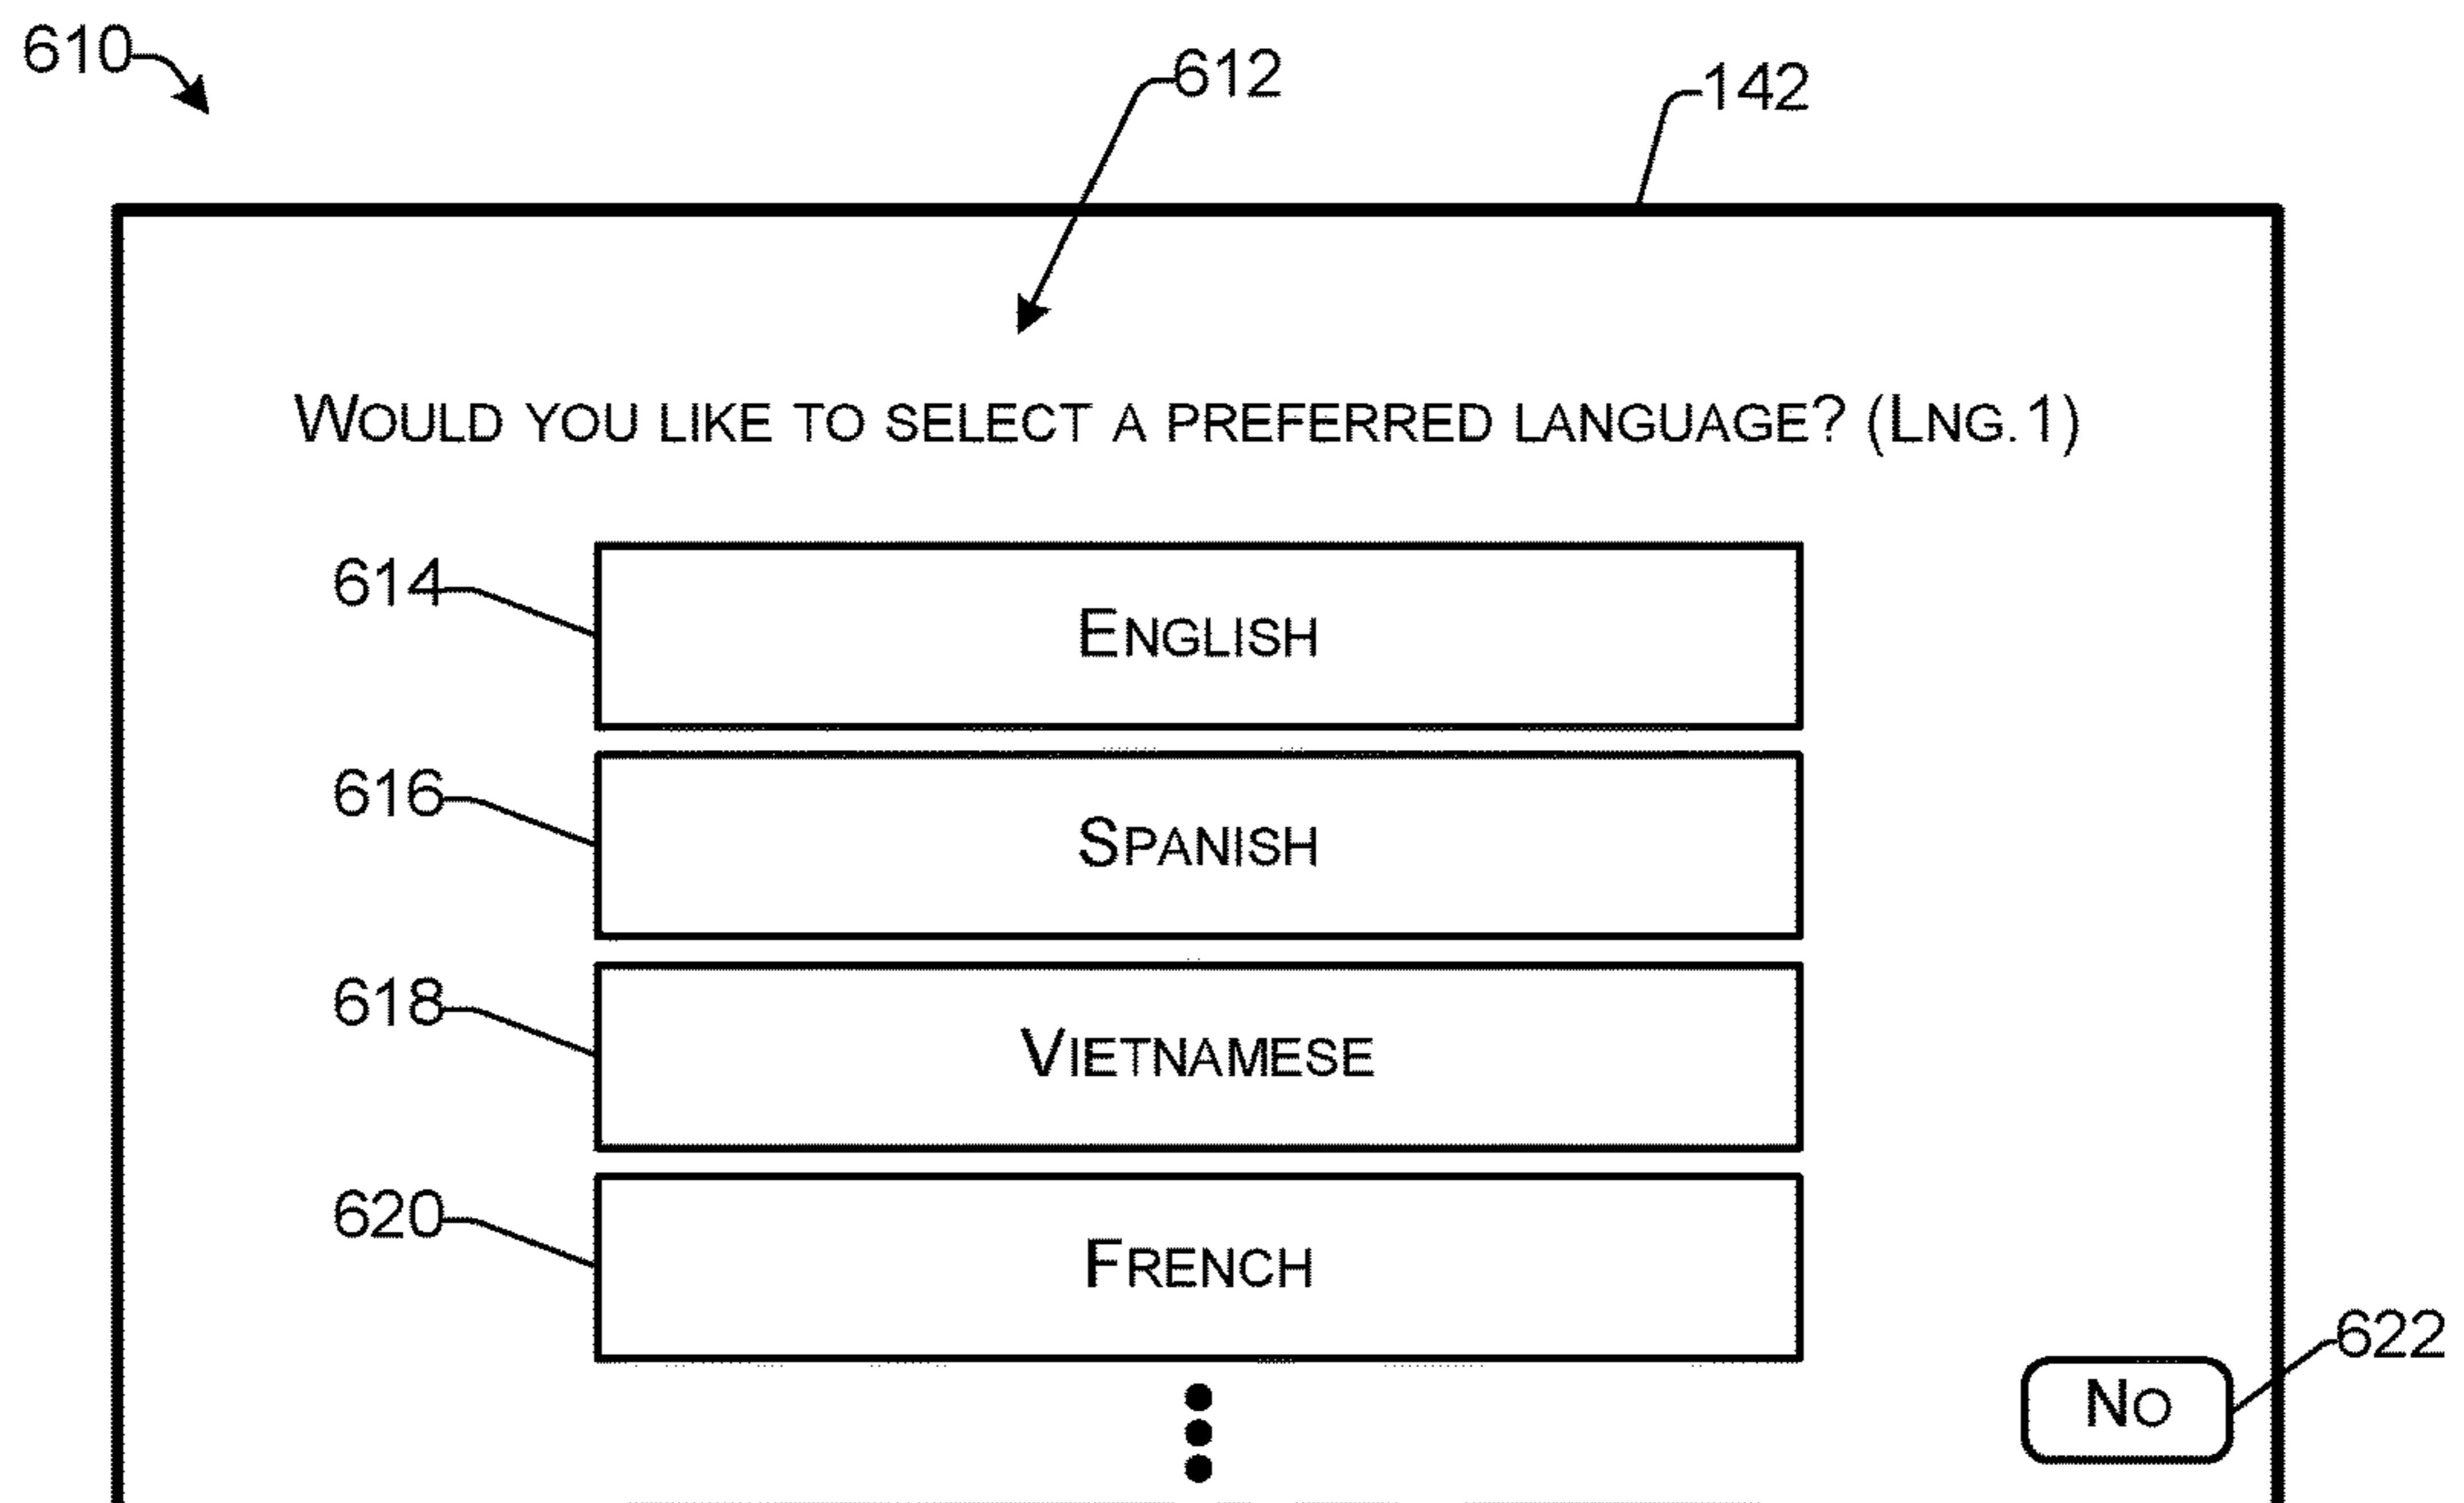 610
612
142
Would you like to select a preferred language? (Lng.1)
614
English
616
Spanish
618
Vietnamese
620
French
622
No